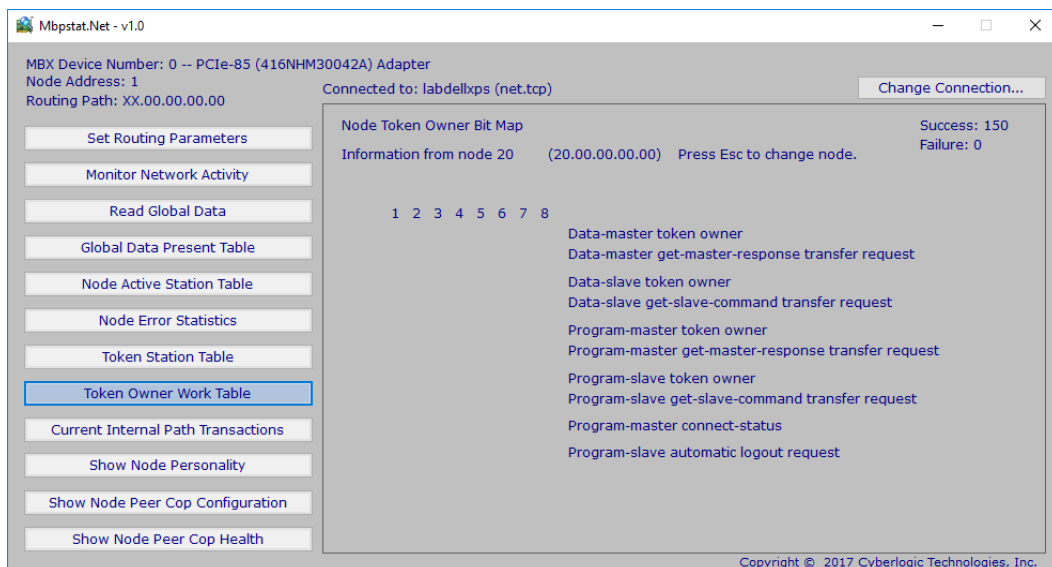 Mbpstat.Net - v1.0
MBX Device Number: 0 -- PCIe-85 (416NHM30042A) Adapter
Node Address: 1
Routing Path: XX.00.00.00.00
Connected to: labdellxps (net.tcp)
Change Connection...
Set Routing Parameters
Monitor Network Activity
Read Global Data
Global Data Present Table
Node Active Station Table
Node Error Statistics
Token Station Table
Token Owner Work Table
Current Internal Path Transactions
Show Node Personality
Show Node Peer Cop Configuration
Show Node Peer Cop Health
Node Token Owner Bit Map
Success: 150
Information from node 20 (20.00.00.00.00) Press Esc to change node.
Failure: 0
1 2 3 4 5 6 7 8
Data-master token owner
Data-master get-master-response transfer request
Data-slave token owner
Data-slave get-slave-command transfer request
Program-master token owner
Program-master get-master-response transfer request
Program-slave token owner
Program-slave get-slave-command transfer request
Program-master connect-status
Program-slave automatic logout request
Copyright © 2017 Cyberlogic Technologies, Inc.